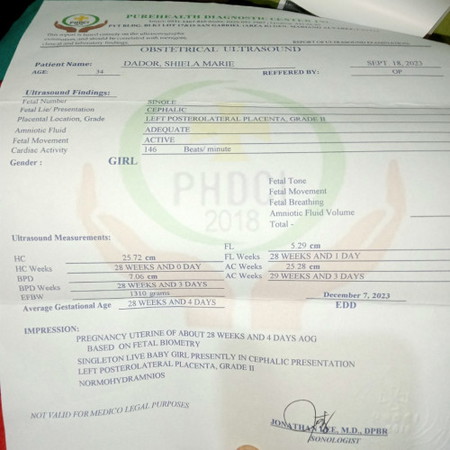 PUREHEALTH DIAGNOSTIC CENTER, INC.
OBSTETRICAL ULTRASOUND
Patient Name: DADOR, SHIELA MARIE SEPT. 18, 2023
AGE: 34 REFFERED BY: OP
Ultrasound Findings:
Fetal Number SINGLE
Fetal Lie/ Presentation CEPHALIC
Placental Location, Grade LEFT POSTEROLATERAL PLACENTA, GRADE II
Amniotic Fluid ADEQUATE
Fetal Movement ACTIVE
Cardiac Activity 146 Beats/ minute
Gender : GIRL
Fetal Tone
Fetal Movement
Fetal Breathing
Amniotic Fluid Volume
Total -
PHDCI
2018
Ultrasound Measurements:
HC 25.72 cm FL 5.29 cm
HC Weeks 28 WEEKS AND 0 DAY FL Weeks 28 WEEKS AND 1 DAY
BPD 7.06 cm AC 25.28 cm
BPD Weeks 28 WEEKS AND 3 DAYS AC Weeks 29 WEEKS AND 3 DAYS
EFBW 1310 grams
Average Gestational Age 28 WEEKS AND 4 DAYS December 7, 2023
EDD
IMPRESSION:
PREGNANCY UTERINE OF ABOUT 28 WEEKS AND 4 DAYS AOG
BASED ON FETAL BIOMETRY
SINGLETON LIVE BABY GIRL PRESENTLY IN CEPHALIC PRESENTATION
LEFT POSTEROLATERAL PLACENTA, GRADE II
NORMOHYDRAMNIOS
NOT VALID FOR MEDICO LEGAL PURPOSES
JONATHAN M.D., DPBR
SONOLOGIST